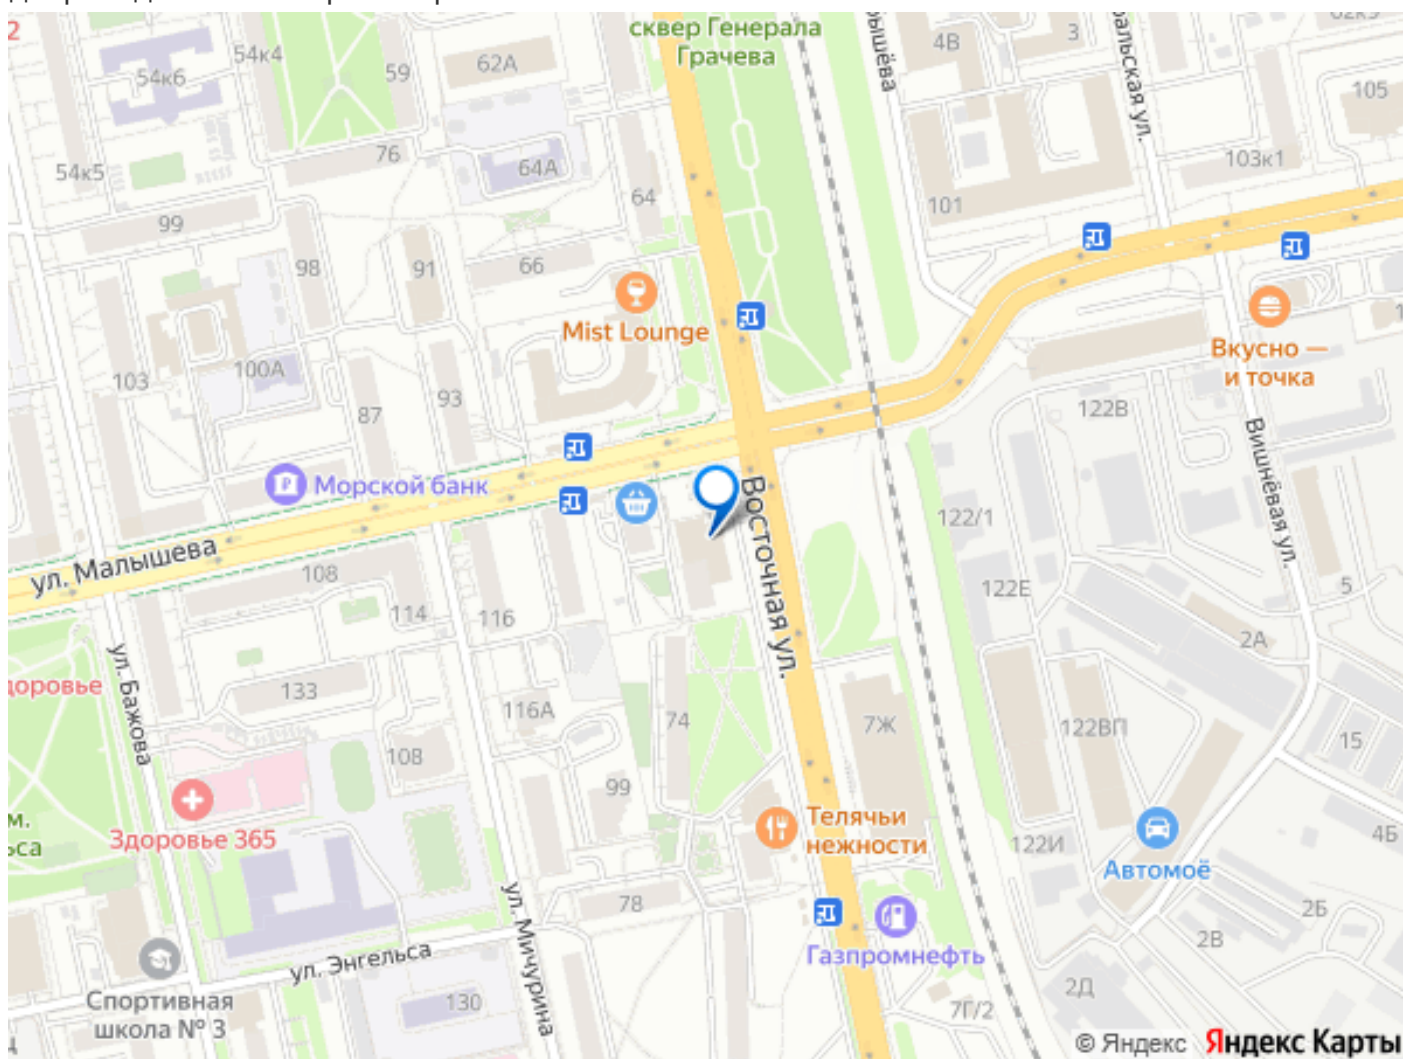 сквер Генерала
Грачева
54к4
59
62А
4В
3
105
54к6
76
64А
103к1
54к5
64
101
99
98
91
66
Mist Lounge
Вкусно —
и точка
103
100А
93
87
122В
Морской банк
Вишнёвая ул.
Восточная ул.
122/1
ул. Малышева
108
122Е
5
114
116
2А
ул. Бажова
133
116А
74
7Ж
122ВП
15
108
99
Телячьи
нежности
Здоровье 365
122И
4Б
Автомоё
78
2Б
ул. Мичурина
2В
ул. Энгельса
Газпромнефть
Спортивная
школа № 3
130
2Д
7Г/2
© Яндекс Яндекс Карты